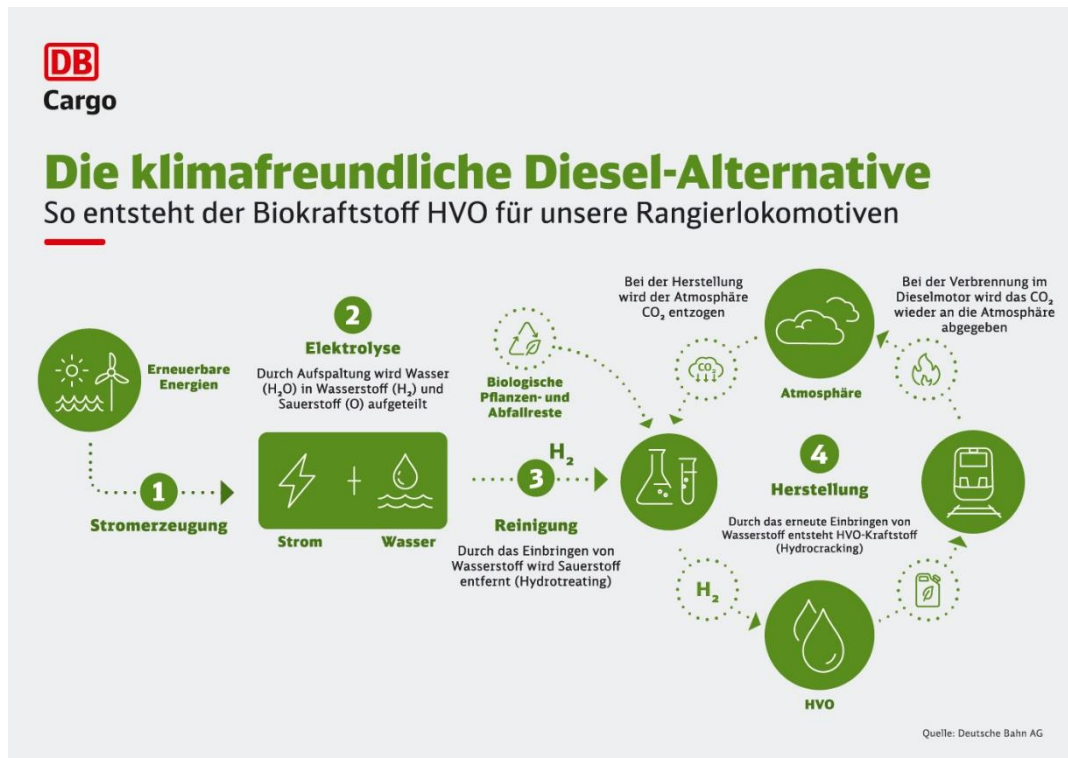 DB
Cargo
Die klimafreundliche Diesel-Alternative
So entsteht der Biokraftstoff HVO für unsere Rangierlokomotiven
Erneuerbare
Energien
1
Stromerzeugung
2
Elektrolyse
Durch Aufspaltung wird Wasser
(H₂O) in Wasserstoff (H₂) und
Sauerstoff (O) aufgeteilt
Strom
+
Wasser
Biologische
Pflanzen- und
Abfallreste
H₂
3
Reinigung
Durch das Einbringen von
Wasserstoff wird Sauerstoff
entfernt (Hydrotreating)
Bei der Herstellung
wird der Atmosphäre
CO₂ entzogen
CO₂
Atmosphäre
Bei der Verbrennung im
Dieselmotor wird das CO₂
wieder an die Atmosphäre
abgegeben
4
Herstellung
Durch das erneute Einbringen von
Wasserstoff entsteht HVO-Kraftstoff
(Hydrocracking)
H₂
HVO
Quelle: Deutsche Bahn AG